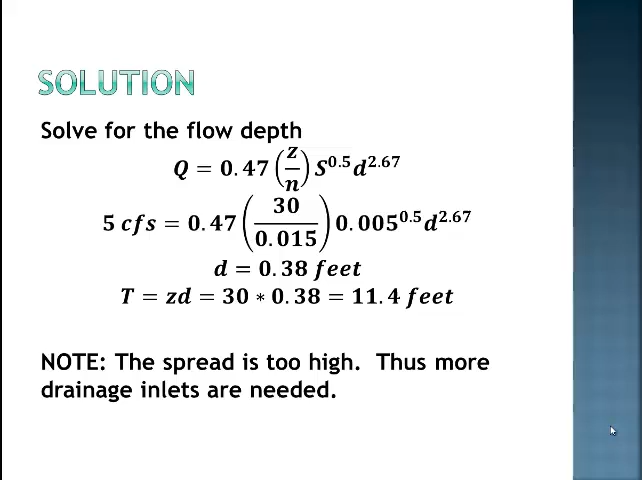 SOLUTION
Solve for the flow depth
Q = 0.47 (z/n) S^0.5 d^2.67
5 cfs = 0.47 (30/0.015) 0.005^0.5 d^2.67
d = 0.38 feet
T = zd = 30 ∗ 0.38 = 11.4 feet
NOTE: The spread is too high. Thus more
drainage inlets are needed.